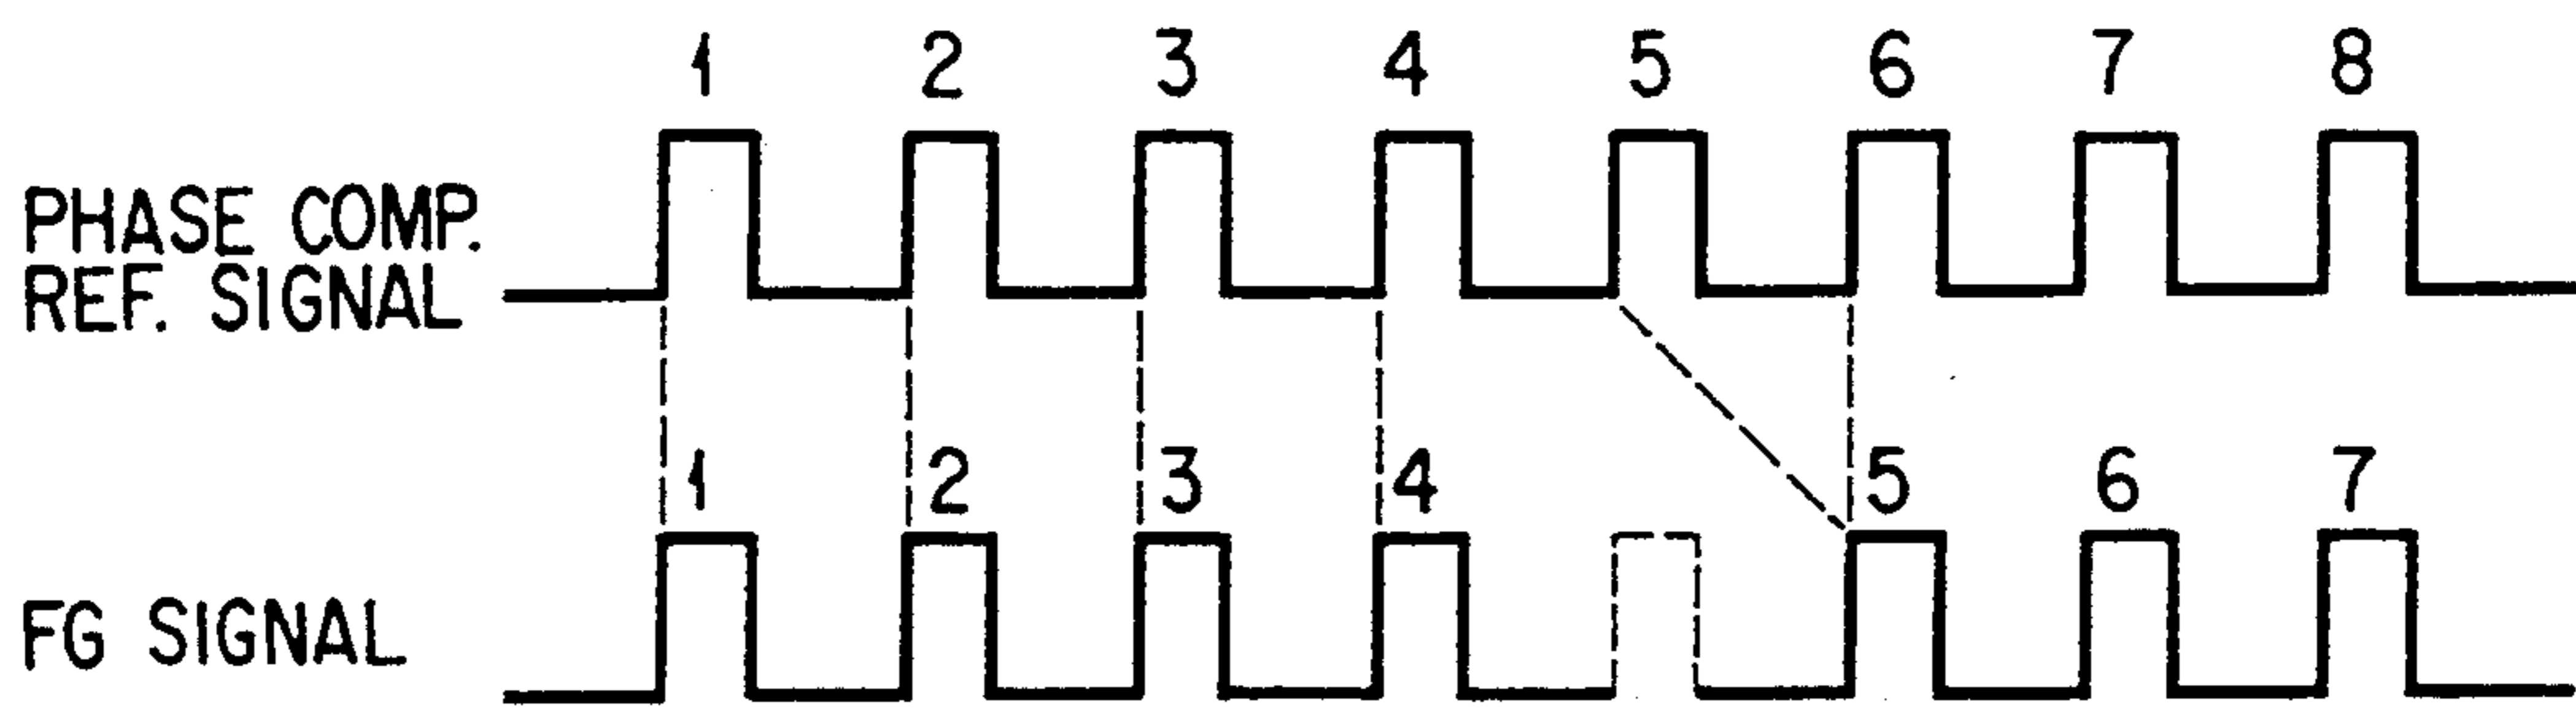 1 2 3 4 5 6 7 8
PHASE COMP.
REF. SIGNAL
1 2 3 4 5 6 7
FG SIGNAL